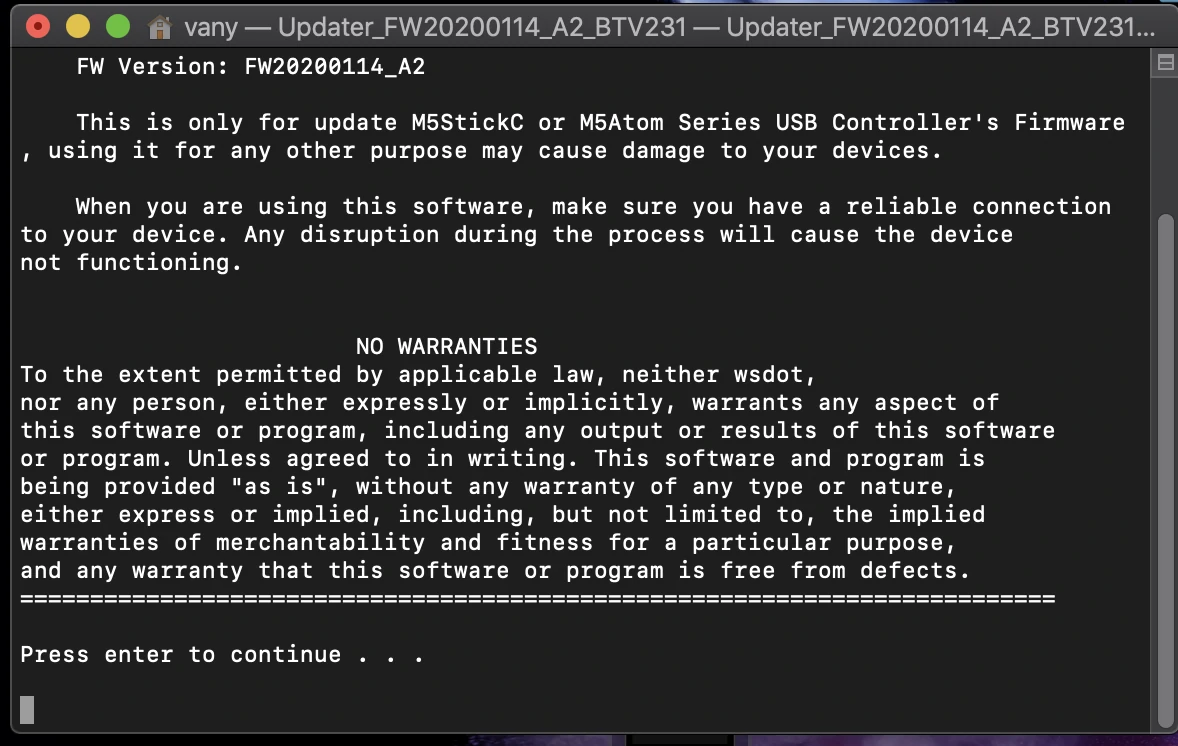 vany — Updater_FW20200114_A2_BTV231 — Updater_FW20200114_A2_BTV231...
FW Version: FW20200114_A2
This is only for update M5StickC or M5Atom Series USB Controller's Firmware
, using it for any other purpose may cause damage to your devices.
When you are using this software, make sure you have a reliable connection
to your device. Any disruption during the process will cause the device
not functioning.
NO WARRANTIES
To the extent permitted by applicable law, neither wsdot,
nor any person, either expressly or implicitly, warrants any aspect of
this software or program, including any output or results of this software
or program. Unless agreed to in writing. This software and program is
being provided "as is", without any warranty of any type or nature,
either express or implied, including, but not limited to, the implied
warranties of merchantability and fitness for a particular purpose,
and any warranty that this software or program is free from defects.
==========================================================================
Press enter to continue . . .